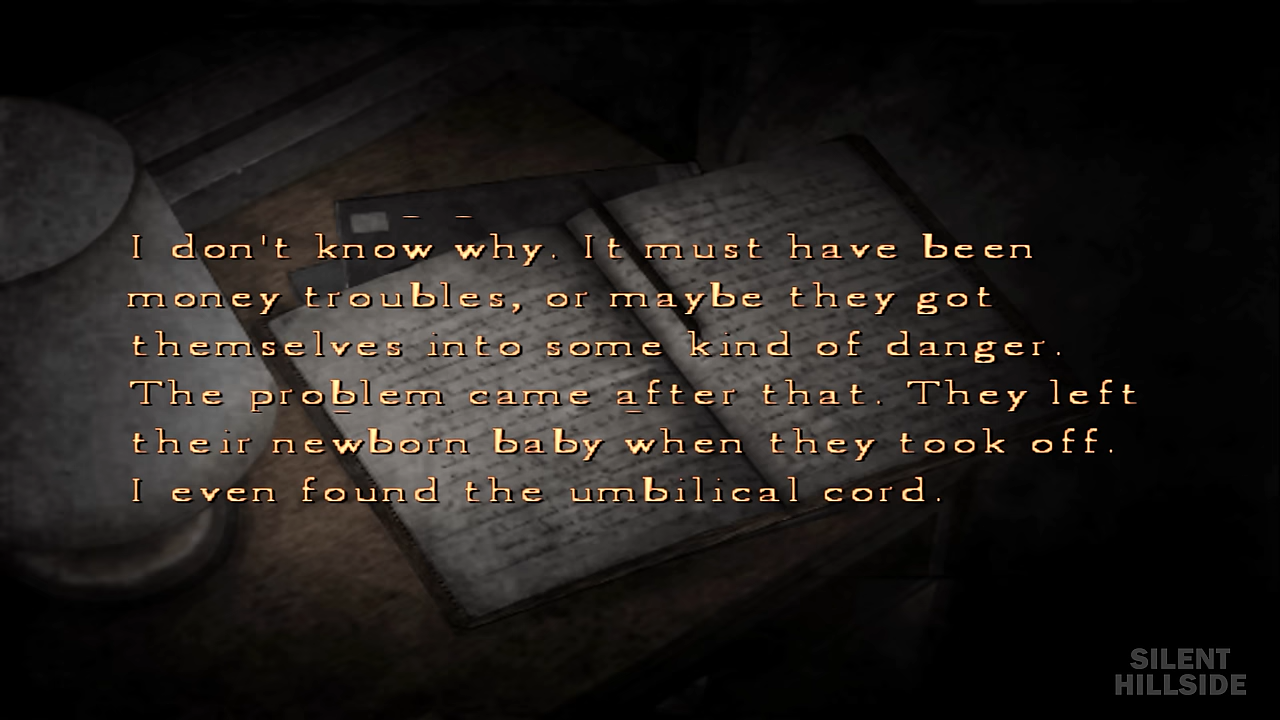 I don't know why. It must have been
money troubles, or maybe they got
themselves into some kind of danger.
The problem came after that. They left
their newborn baby when they took off.
I even found the umbilical cord.
SILENT
HILLSIDE